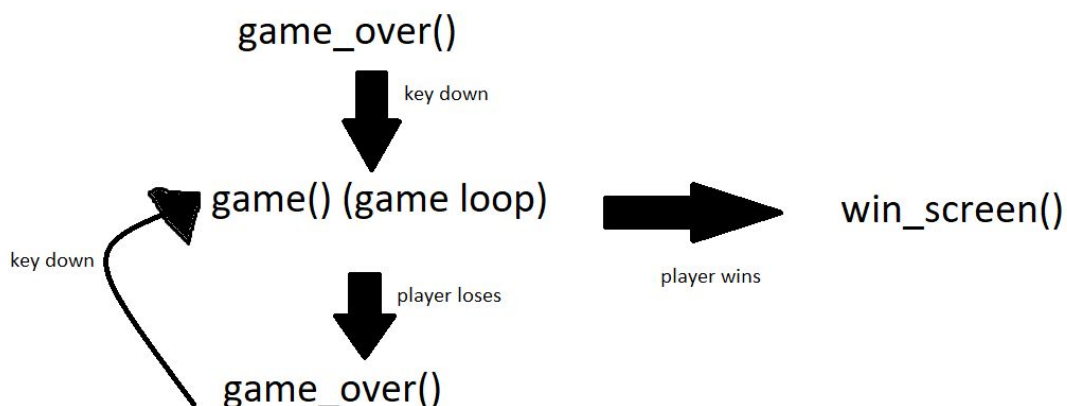 game_over()
key down
game() (game loop)
win_screen()
key down
player wins
player loses
game_over()